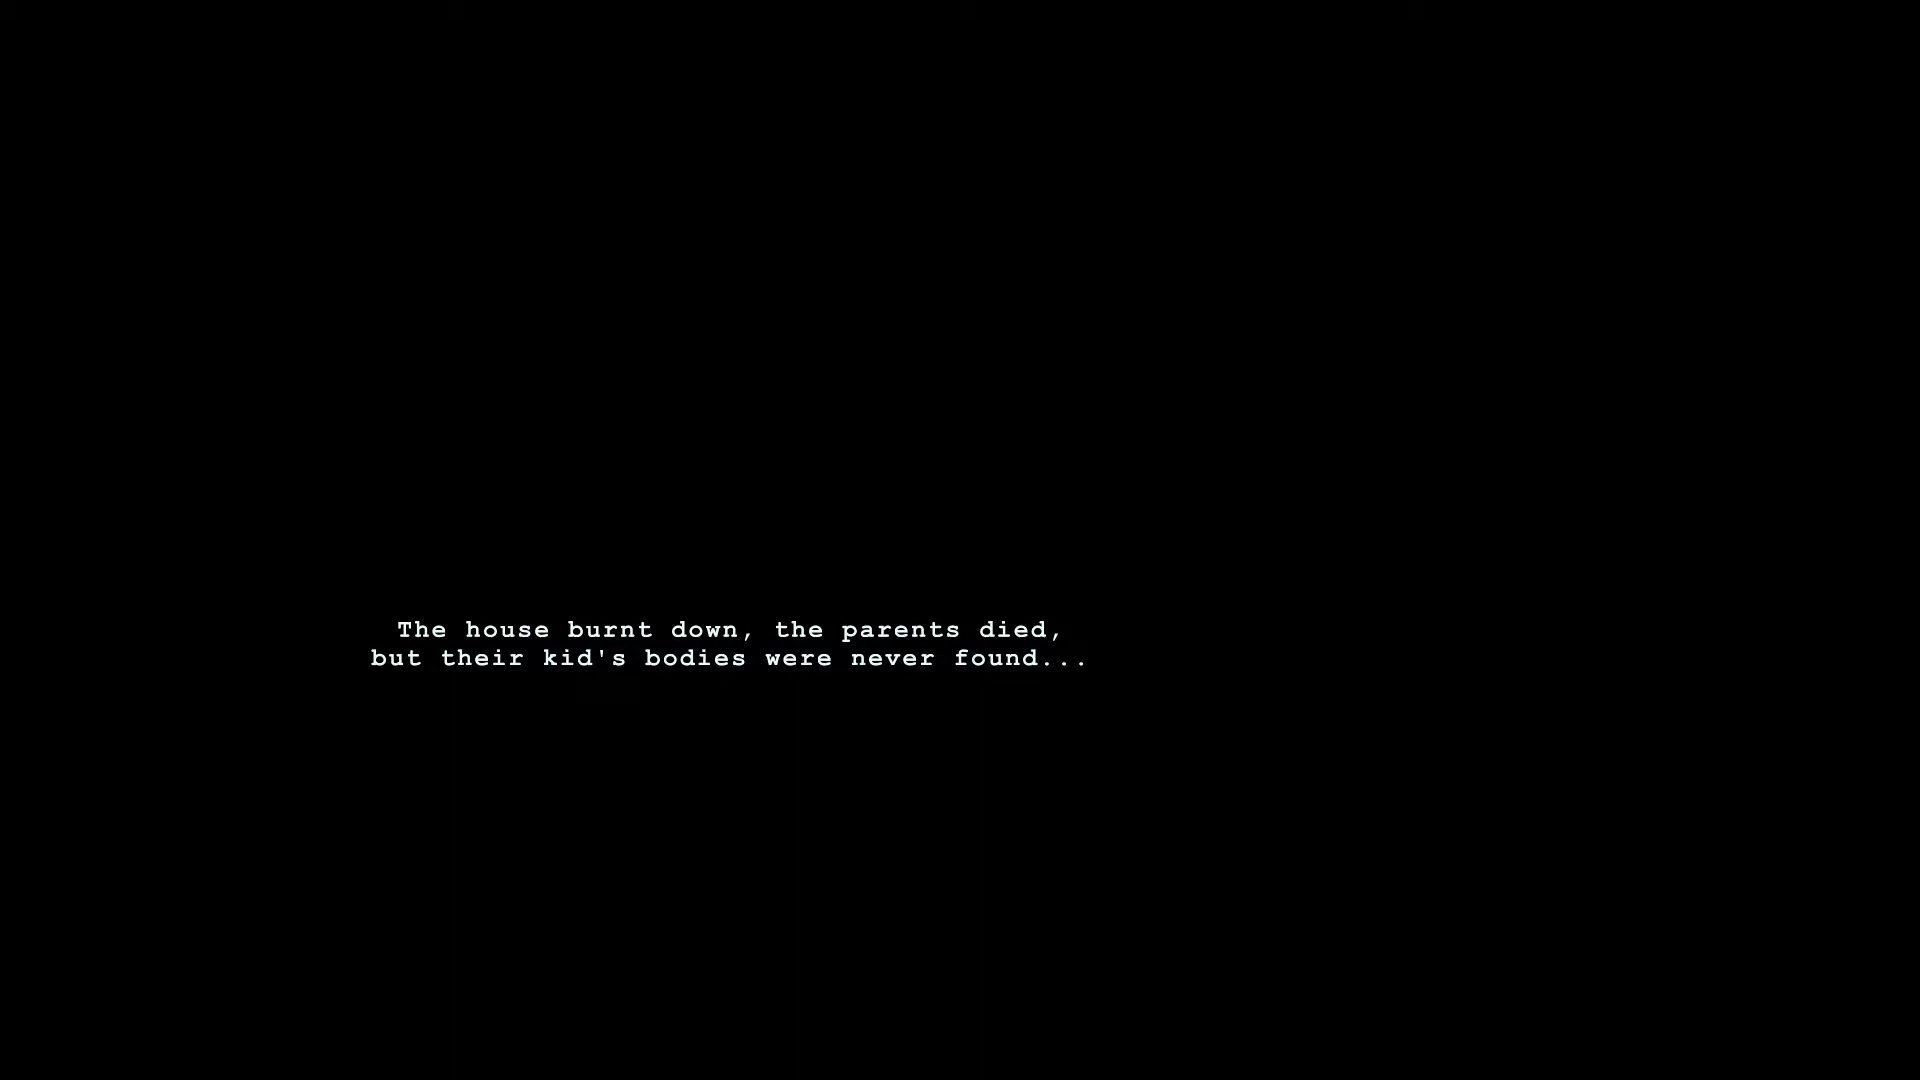 The house burnt down, the parents died,
but their kid's bodies were never found...